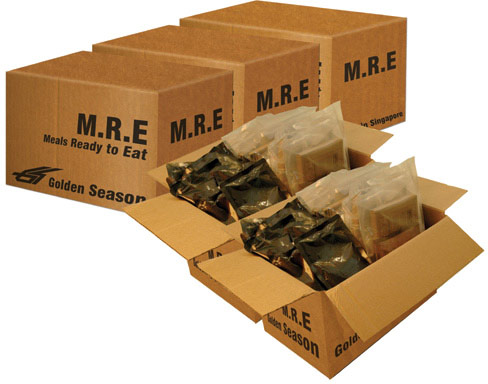 M.R.E
Meals Ready to Eat
Golden Season
M.R.E
M.R.E
M.R.E
in Singapore
M.R.E
Golden Season